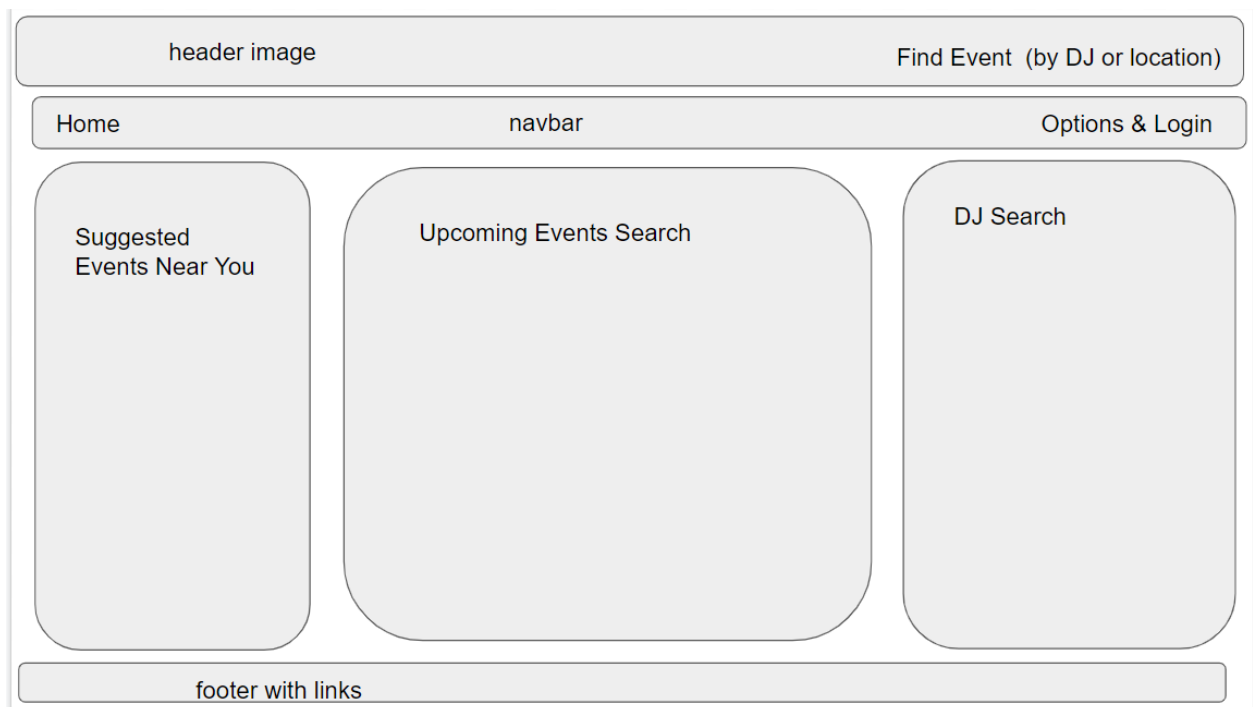 header image
Find Event (by DJ or location)
Home
navbar
Options & Login
Suggested
Events Near You
Upcoming Events Search
DJ Search
footer with links